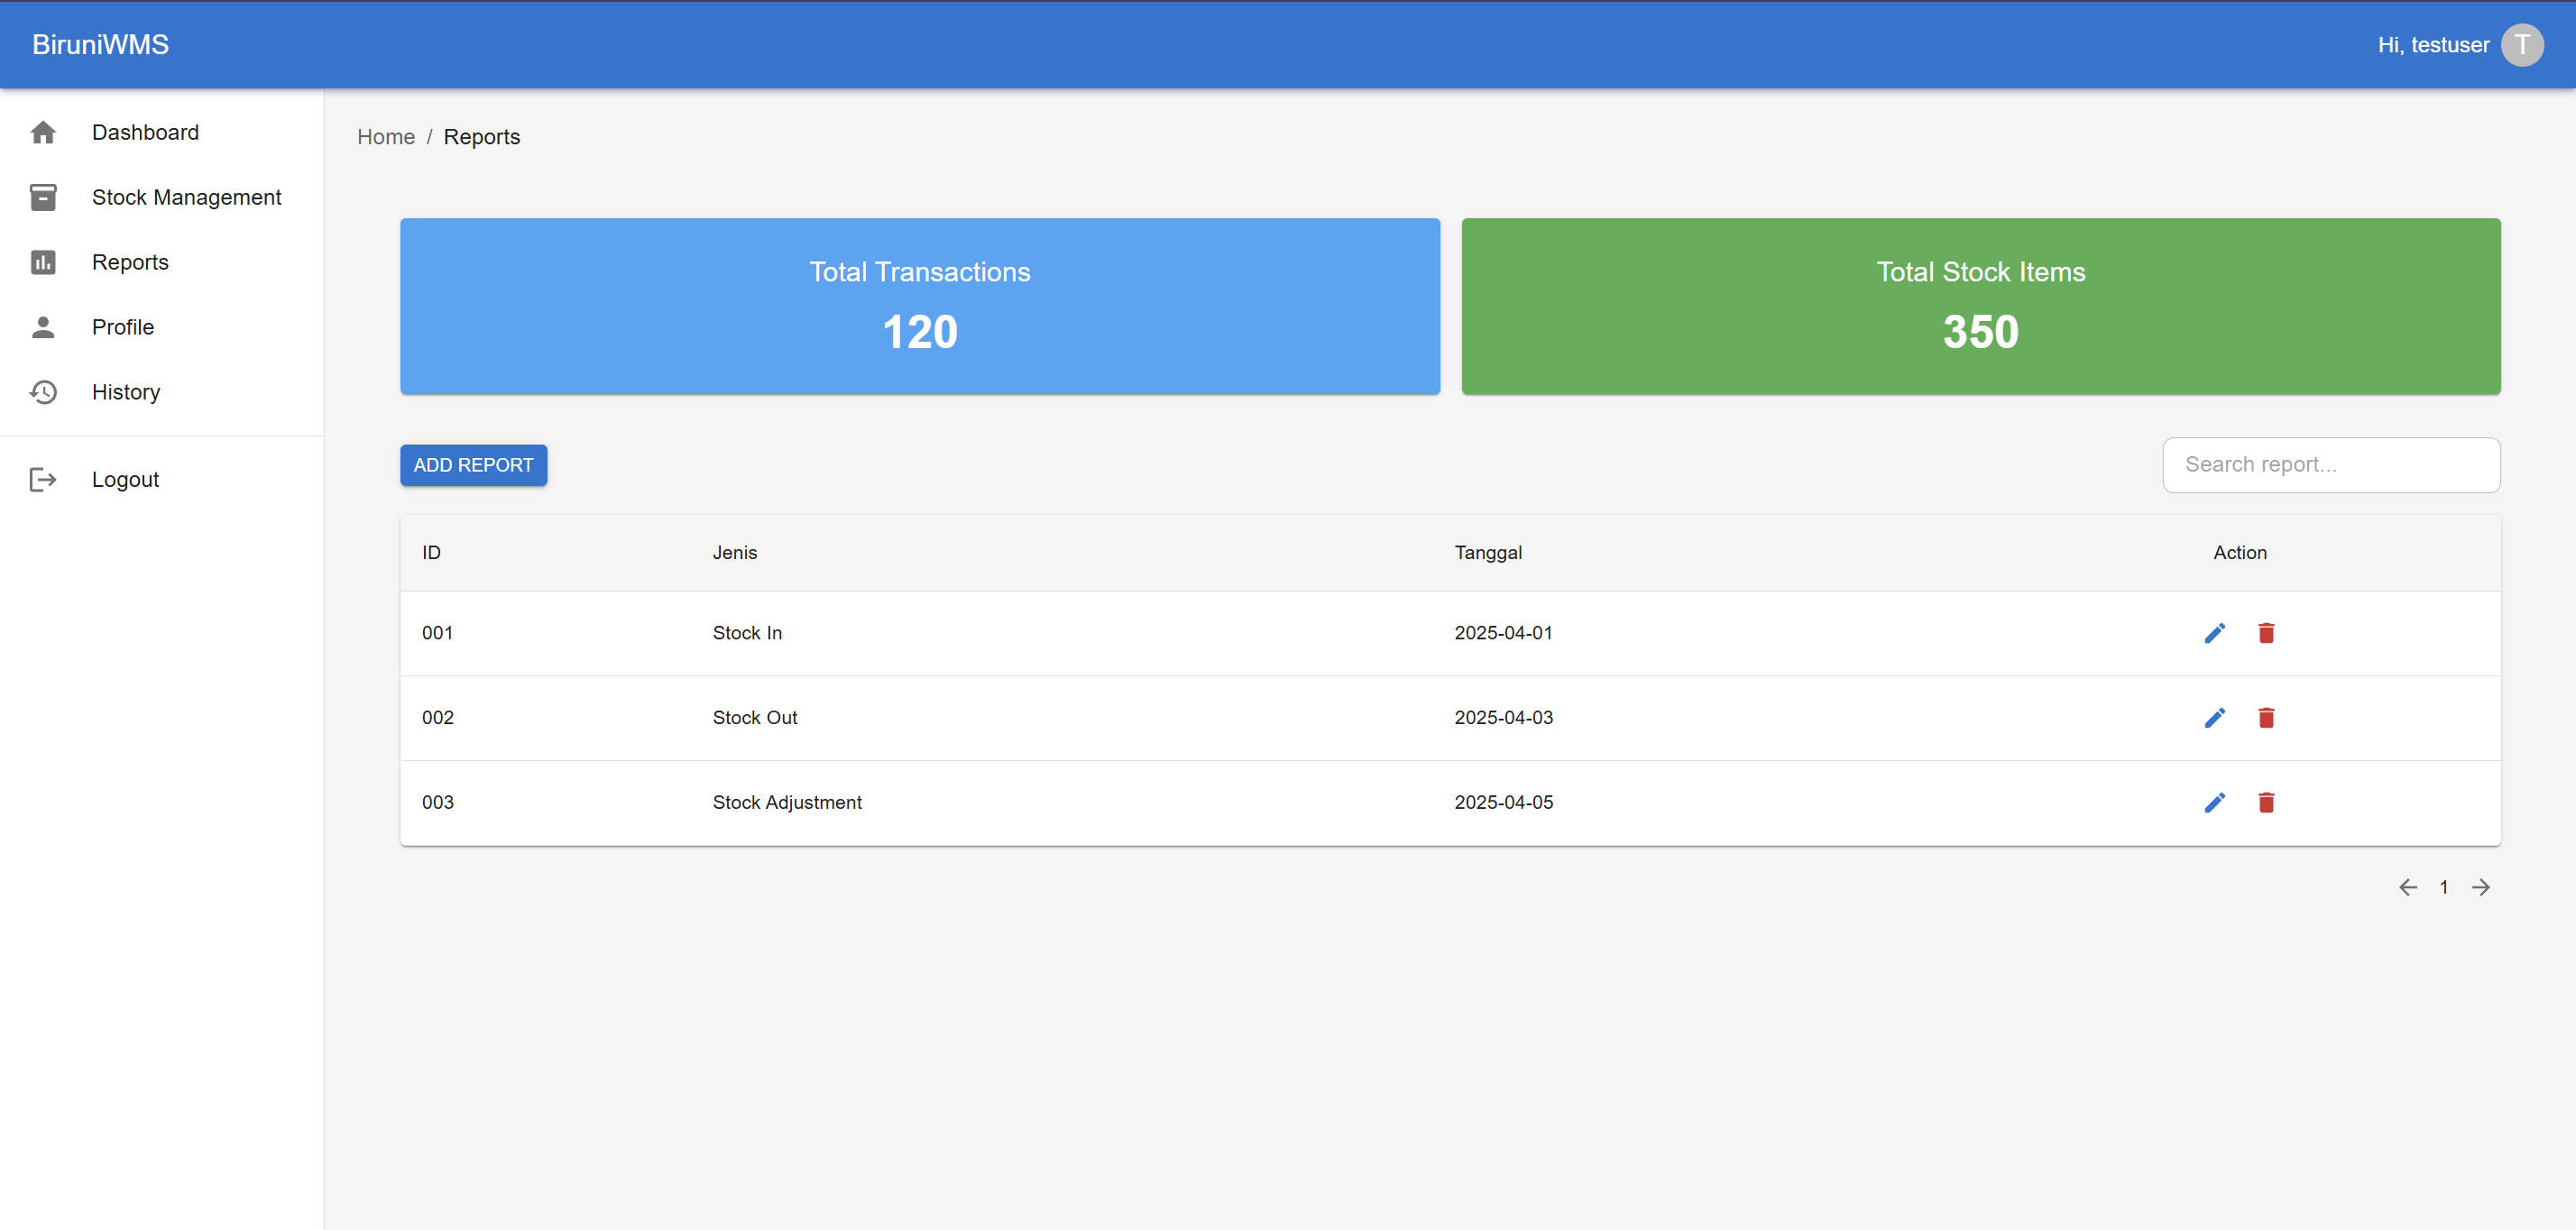 BiruniWMS
Hi, testuser T
Dashboard
Stock Management
Reports
Profile
History
Logout
Home / Reports
Total Transactions
120
Total Stock Items
350
ADD REPORT
Search report...
ID Jenis Tanggal Action
001 Stock In 2025-04-01
002 Stock Out 2025-04-03
003 Stock Adjustment 2025-04-05
1